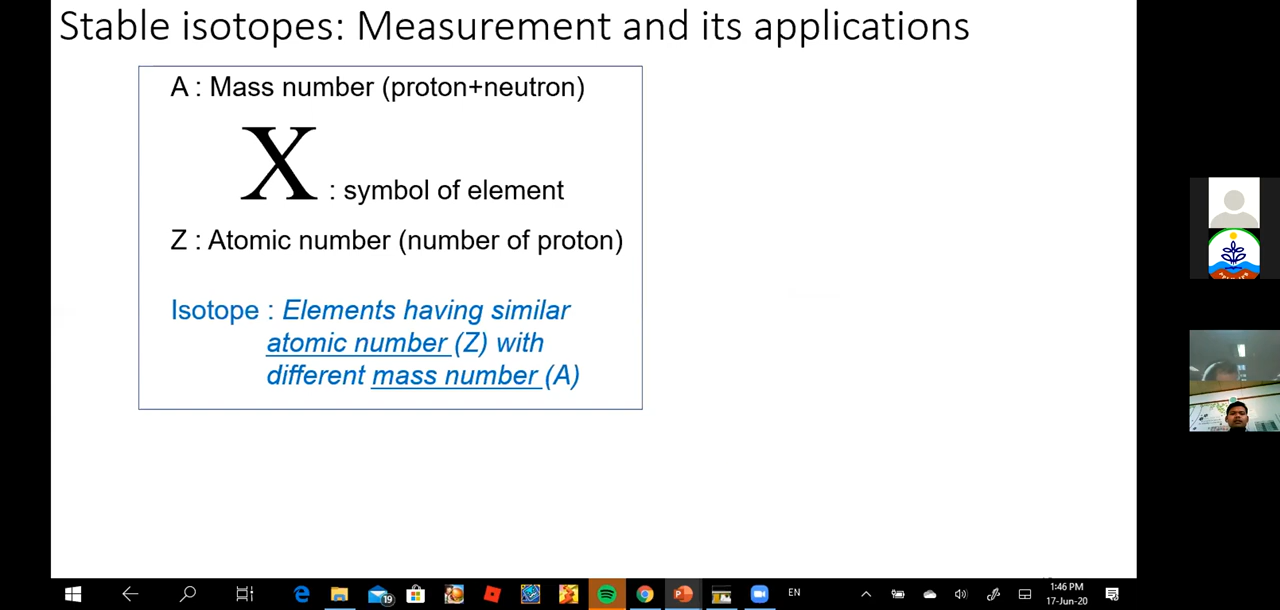 Stable isotopes: Measurement and its applications
A : Mass number (proton+neutron)
X : symbol of element
Z : Atomic number (number of proton)
Isotope : Elements having similar
atomic number (Z) with
different mass number (A)
19
EN
1:46 PM
17-Jun-20